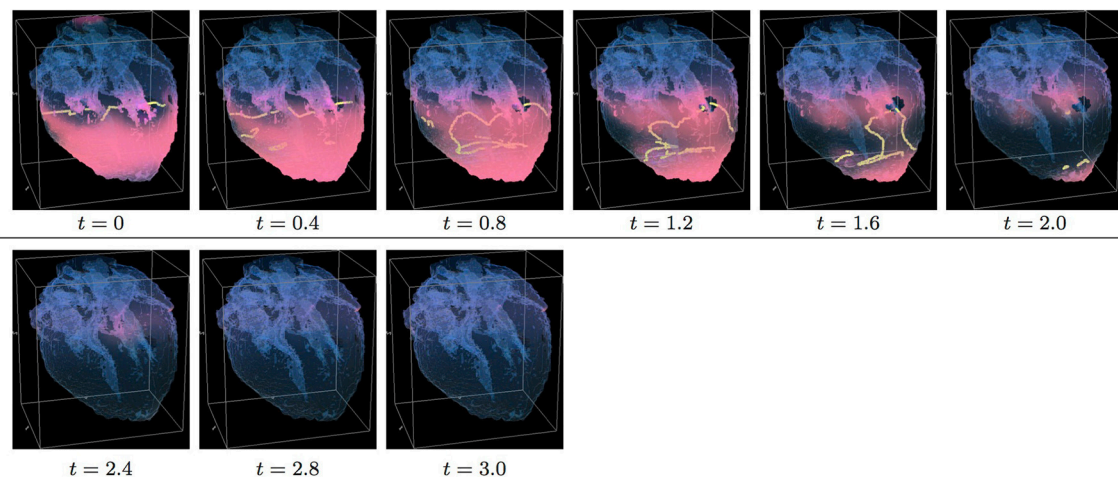 t = 0 t = 0.4 t = 0.8 t = 1.2 t = 1.6 t = 2.0
t = 2.4 t = 2.8 t = 3.0